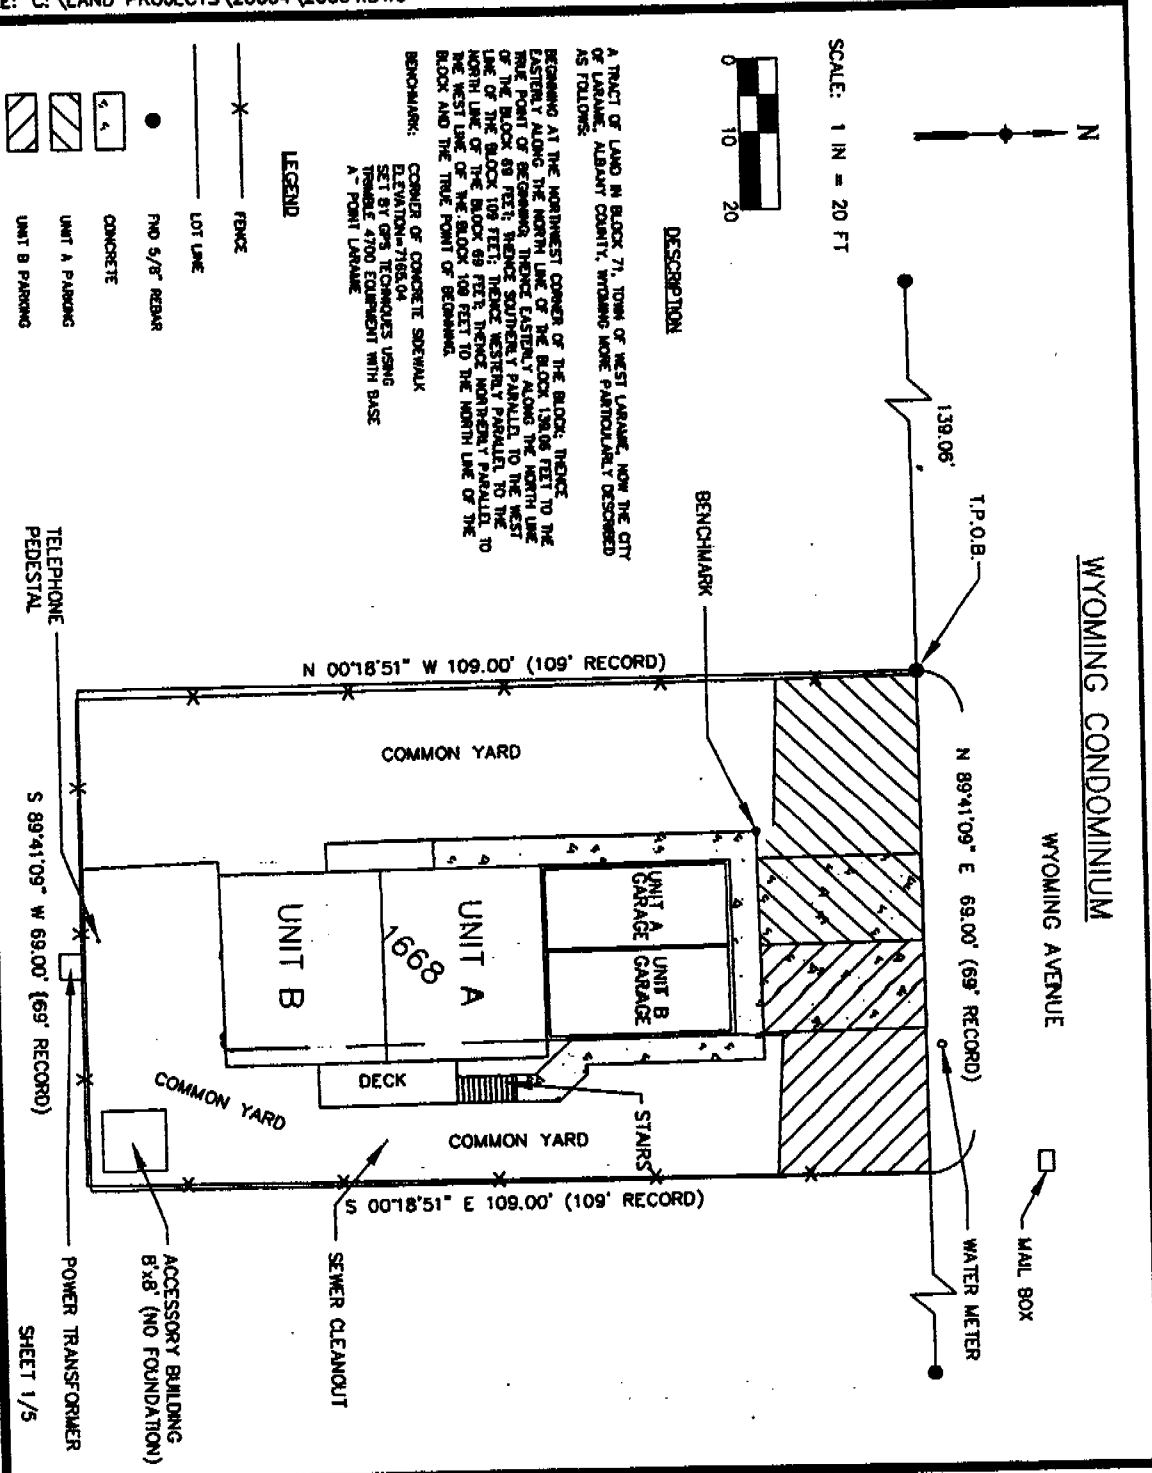 WYOMING CONDOMINIUM
WYOMING AVENUE
N
SCALE: 1 IN = 20 FT
0 10 20
DESCRIPTION
A TRACT OF LAND IN BLOCK 71, TOWN OF WEST LARAMIE, NOW THE CITY
OF LARAMIE, ALBANY COUNTY, WYOMING MORE PARTICULARLY DESCRIBED
AS FOLLOWS:
BEGINNING AT THE NORTHWEST CORNER OF THE BLOCK; THENCE
EASTERLY ALONG THE NORTH LINE OF THE BLOCK 139.06 FEET TO THE
TRUE POINT OF BEGINNING; THENCE EASTERLY ALONG THE NORTH LINE
OF THE BLOCK 69 FEET; THENCE SOUTHERLY PARALLEL TO THE WEST
LINE OF THE BLOCK 109 FEET; THENCE WESTERLY PARALLEL TO THE
NORTH LINE OF THE BLOCK 69 FEET; THENCE NORTHERLY PARALLEL TO
THE WEST LINE OF THE BLOCK 109 FEET TO THE NORTH LINE OF THE
BLOCK AND THE TRUE POINT OF BEGINNING.
BENCHMARK: CORNER OF CONCRETE SIDEWALK
ELEVATION=7165.04
SET BY GPS TECHNIQUES USING
TRIMBLE 4700 EQUIPMENT WITH BASE
A~ POINT LARAMIE
LEGEND
FENCE
LOT LINE
FND 5/8" REBAR
CONCRETE
UNIT A PARKING
UNIT B PARKING
139.06'
T.P.O.B.
BENCHMARK
N 89°41'09" E 69.00' (69' RECORD)
MAIL BOX
WATER METER
N 00°18'51" W 109.00' (109' RECORD)
COMMON YARD
UNIT A
GARAGE
UNIT B
GARAGE
UNIT A
1668
UNIT B
DECK
STAIRS
COMMON YARD
COMMON YARD
S 00°18'51" E 109.00' (109' RECORD)
SEWER CLEANOUT
TELEPHONE
PEDESTAL
S 89°41'09" W 69.00' (69' RECORD)
ACCESSORY BUILDING
8'x8' (NO FOUNDATION)
POWER TRANSFORMER
SHEET 1/5